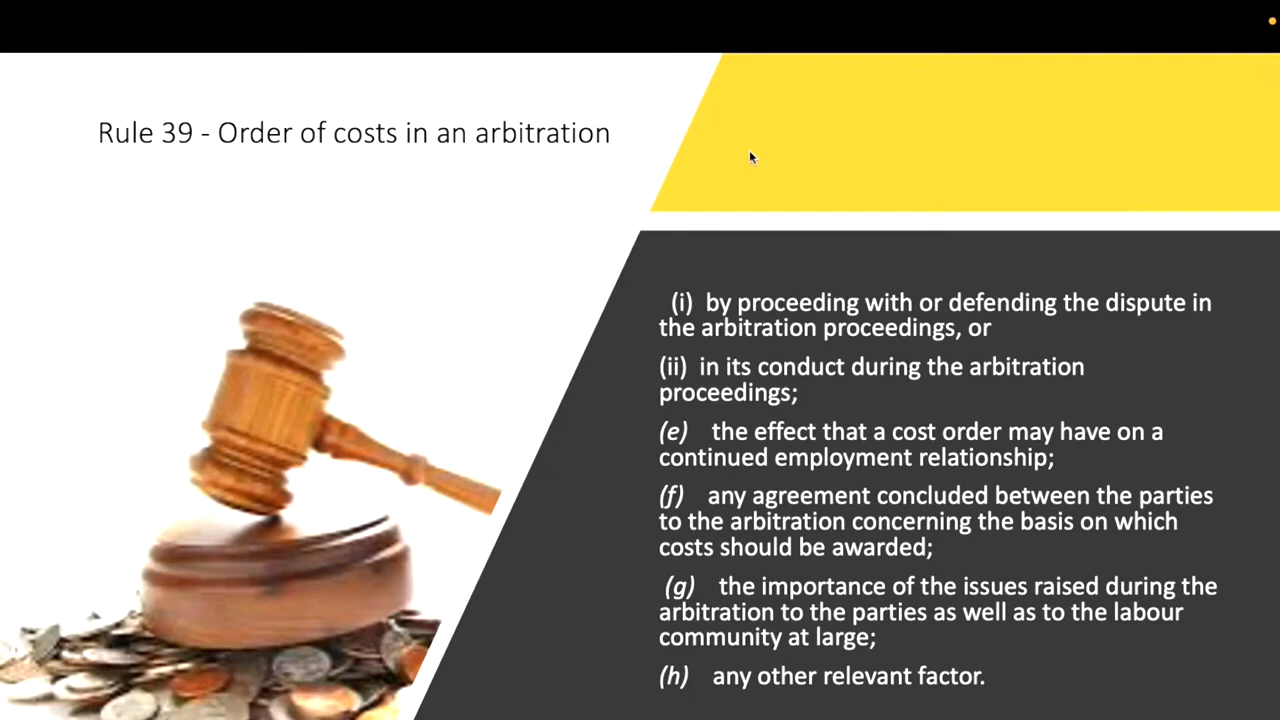 Rule 39 - Order of costs in an arbitration
(i) by proceeding with or defending the dispute in
the arbitration proceedings, or
(ii) in its conduct during the arbitration
proceedings;
(e) the effect that a cost order may have on a
continued employment relationship;
(f) any agreement concluded between the parties
to the arbitration concerning the basis on which
costs should be awarded;
(g) the importance of the issues raised during the
arbitration to the parties as well as to the labour
community at large;
(h) any other relevant factor.